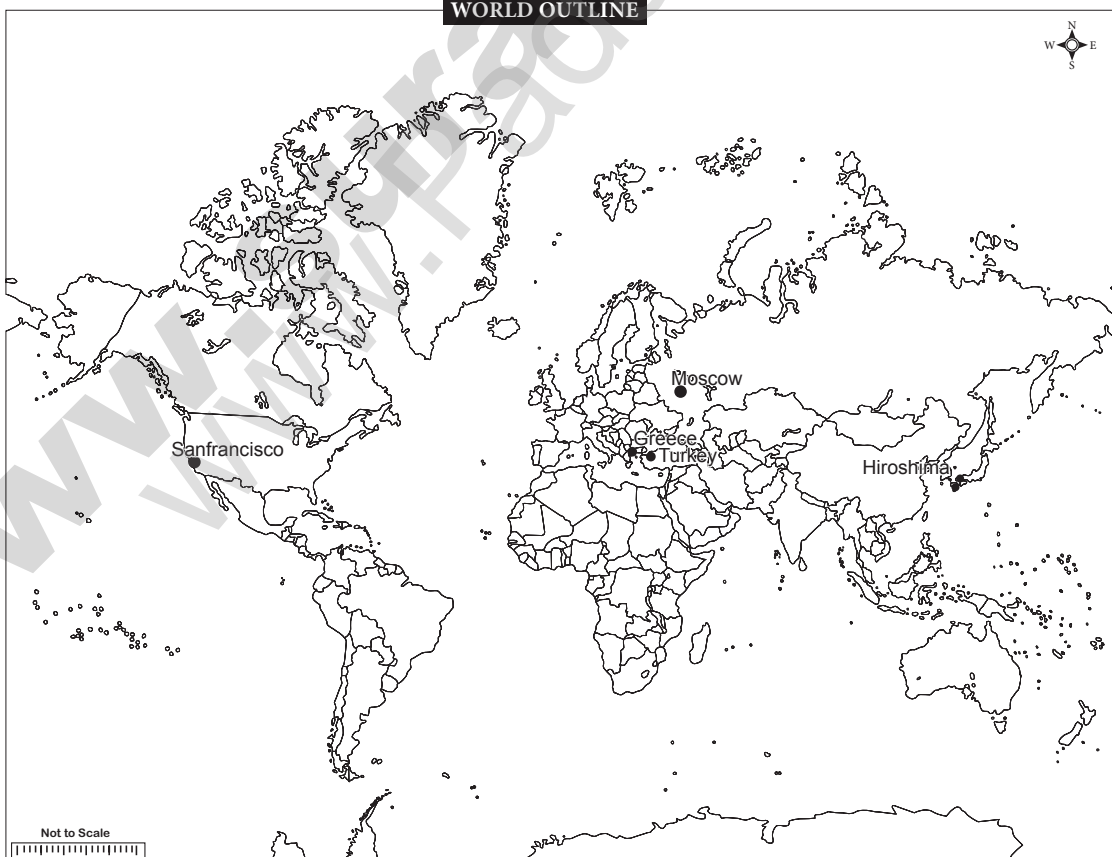 WORLD OUTLINE
N
W E
S
Moscow
Greece
Sanfrancisco
Turkey
Hiroshima
Not to Scale